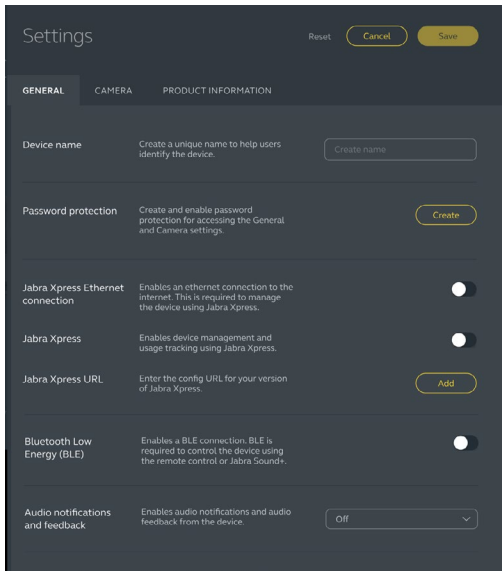 Settings
Reset
Cancel
Save
GENERAL
CAMERA
PRODUCT INFORMATION
Device name
Create a unique name to help users
identify the device.
Create name
Password protection
Create and enable password
protection for accessing the General
and Camera settings.
Create
Jabra Xpress Ethernet
connection
Enables an ethernet connection to the
internet. This is required to manage
the device using Jabra Xpress.
Jabra Xpress
Enables device management and
usage tracking using Jabra Xpress.
Jabra Xpress URL
Enter the config URL for your version
of Jabra Xpress.
Add
Bluetooth Low
Energy (BLE)
Enables a BLE connection. BLE is
required to control the device using
the remote control or Jabra Sound+.
Audio notifications
and feedback
Enables audio notifications and audio
feedback from the device.
Off